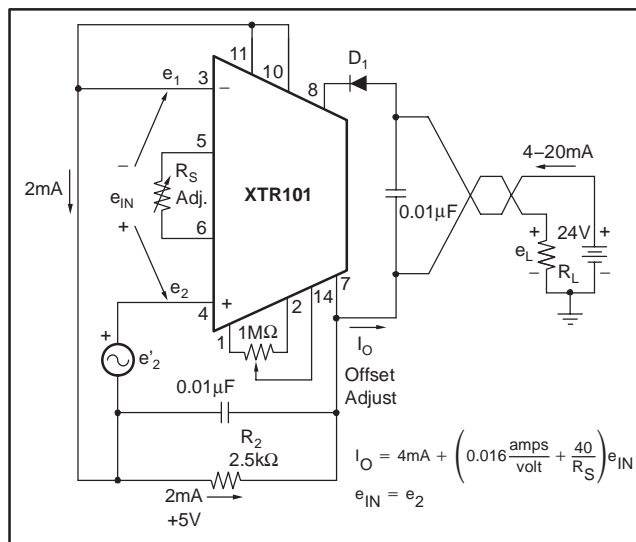 11
10
D1
e1
3
−
8
5
4−20mA
−
RS
2mA
XTR101
eIN
Adj.
0.01μF
+
24V
+
+
6
eL
−
RL
−
e2
+
7
4
14
2
1
1MΩ
+
e'2
IO
Offset
Adjust
0.01μF
R2
2.5kΩ
IO = 4mA + (0.016 amps/volt + 40/RS) eIN
2mA
+5V
eIN = e2